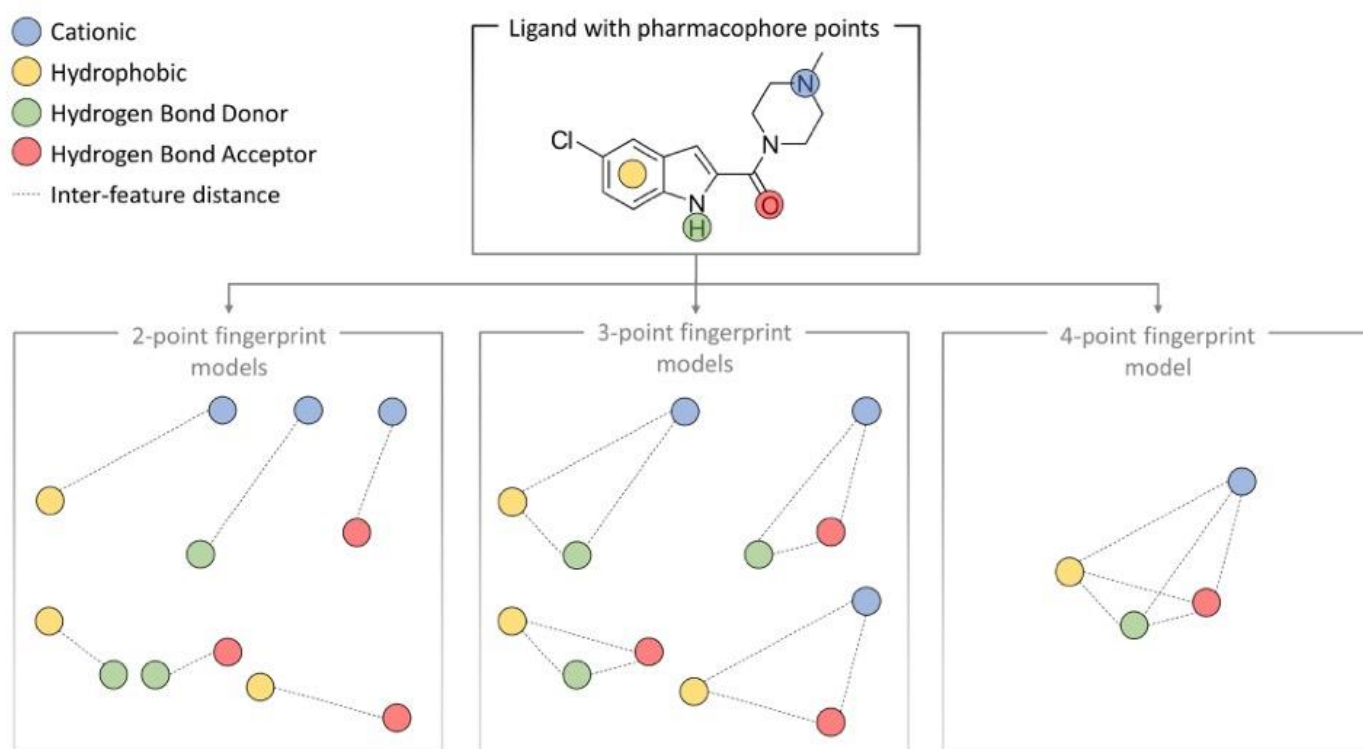 Cationic
Hydrophobic
Hydrogen Bond Donor
Hydrogen Bond Acceptor
Inter-feature distance
Ligand with pharmacophore points
N
Cl
N
N
H
O
2-point fingerprint
models
3-point fingerprint
models
4-point fingerprint
model